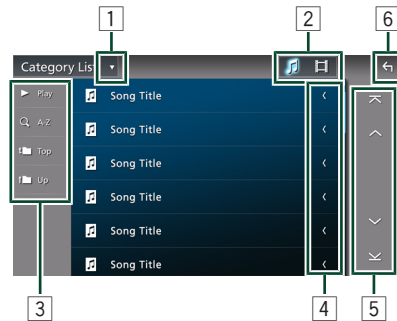 1
2
6
Category List
Play
Song Title
A-Z
Song Title
Top
Song Title
Up
Song Title
Song Title
Song Title
3
4
5